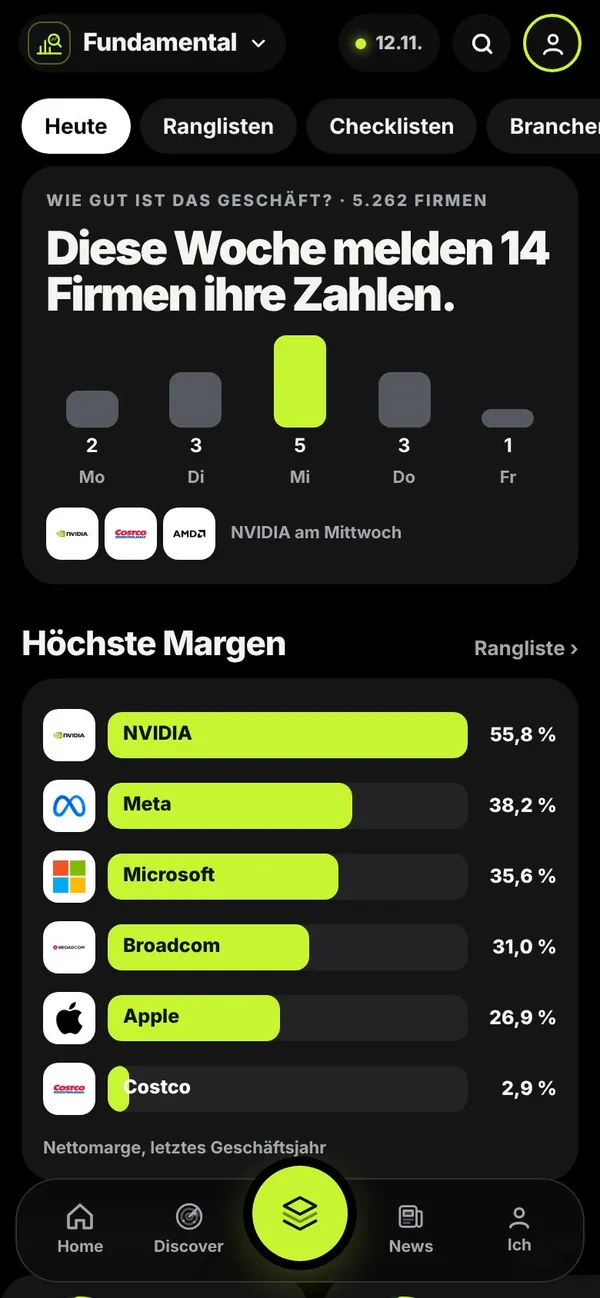 Fundamental
12.11.
Heute
Ranglisten
Checklisten
Branchen
WIE GUT IST DAS GESCHÄFT? · 5.262 FIRMEN
Diese Woche melden 14
Firmen ihre Zahlen.
2 3 5 3 1
Mo Di Mi Do Fr
NVIDIA COSTCO WHOLESALE AMD NVIDIA am Mittwoch
Höchste Margen
Rangliste ›
NVIDIA NVIDIA 55,8 %
Meta 38,2 %
Microsoft 35,6 %
BROADCOM Broadcom 31,0 %
Apple 26,9 %
COSTCO WHOLESALE Costco 2,9 %
Nettomarge, letztes Geschäftsjahr
Home
Discover
News
Ich